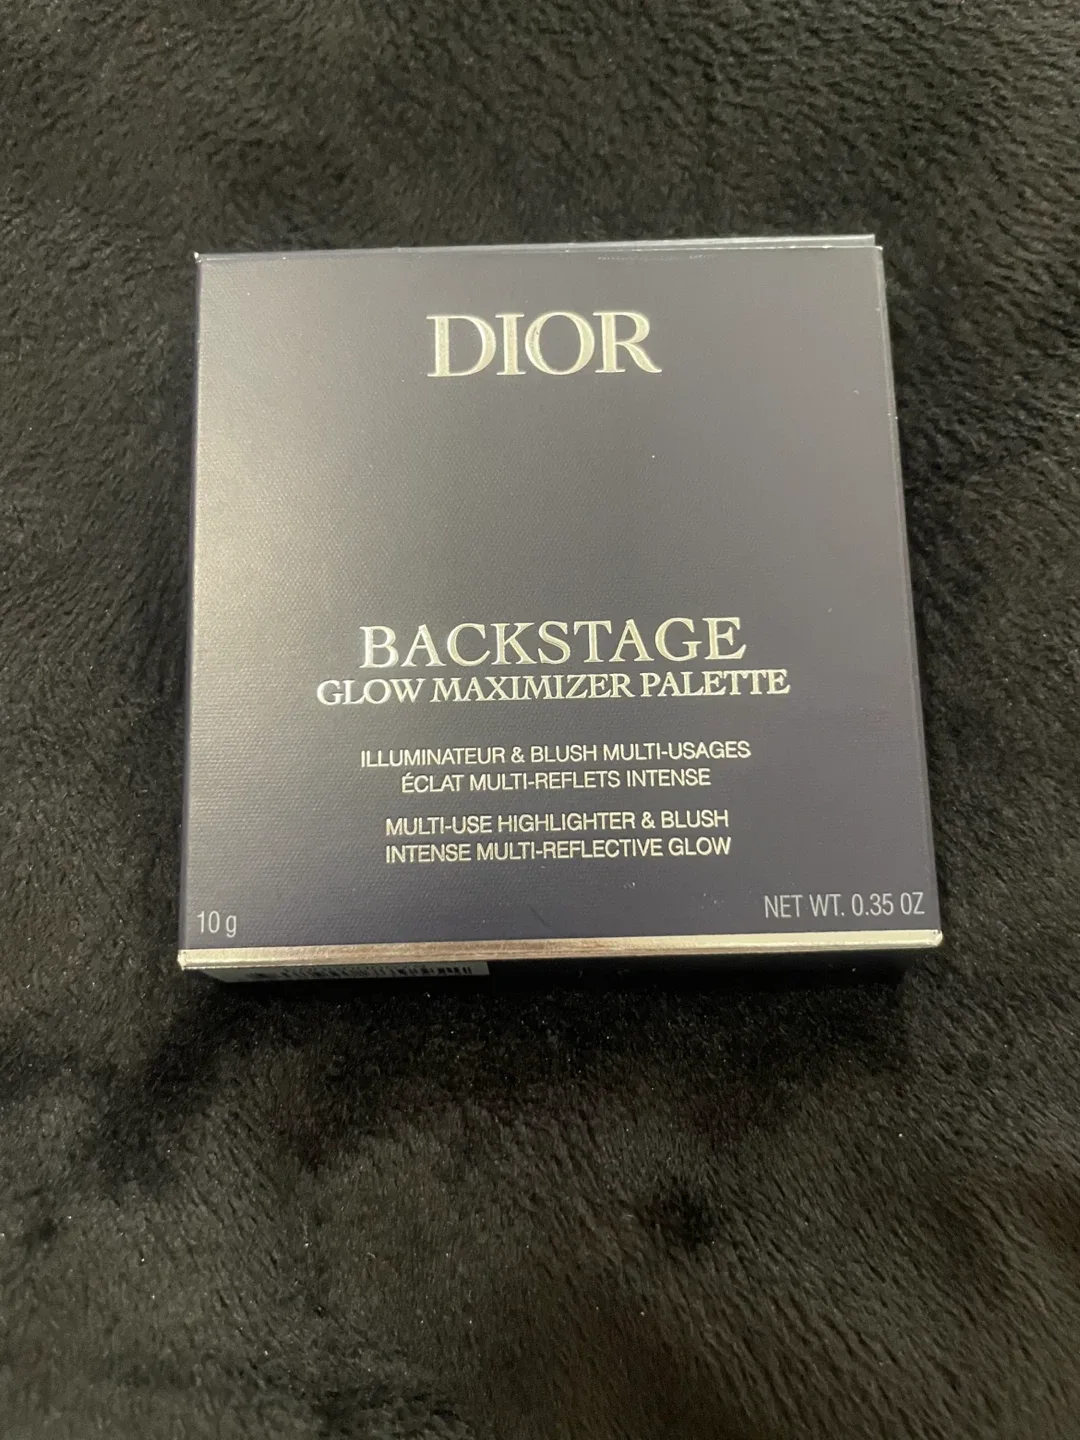 DIOR
BACKSTAGE
GLOW MAXIMIZER PALETTE
ILLUMINATEUR & BLUSH MULTI-USAGES
ÉCLAT MULTI-REFLETS INTENSE
MULTI-USE HIGHLIGHTER & BLUSH
INTENSE MULTI-REFLECTIVE GLOW
10 g
NET WT. 0.35 OZ